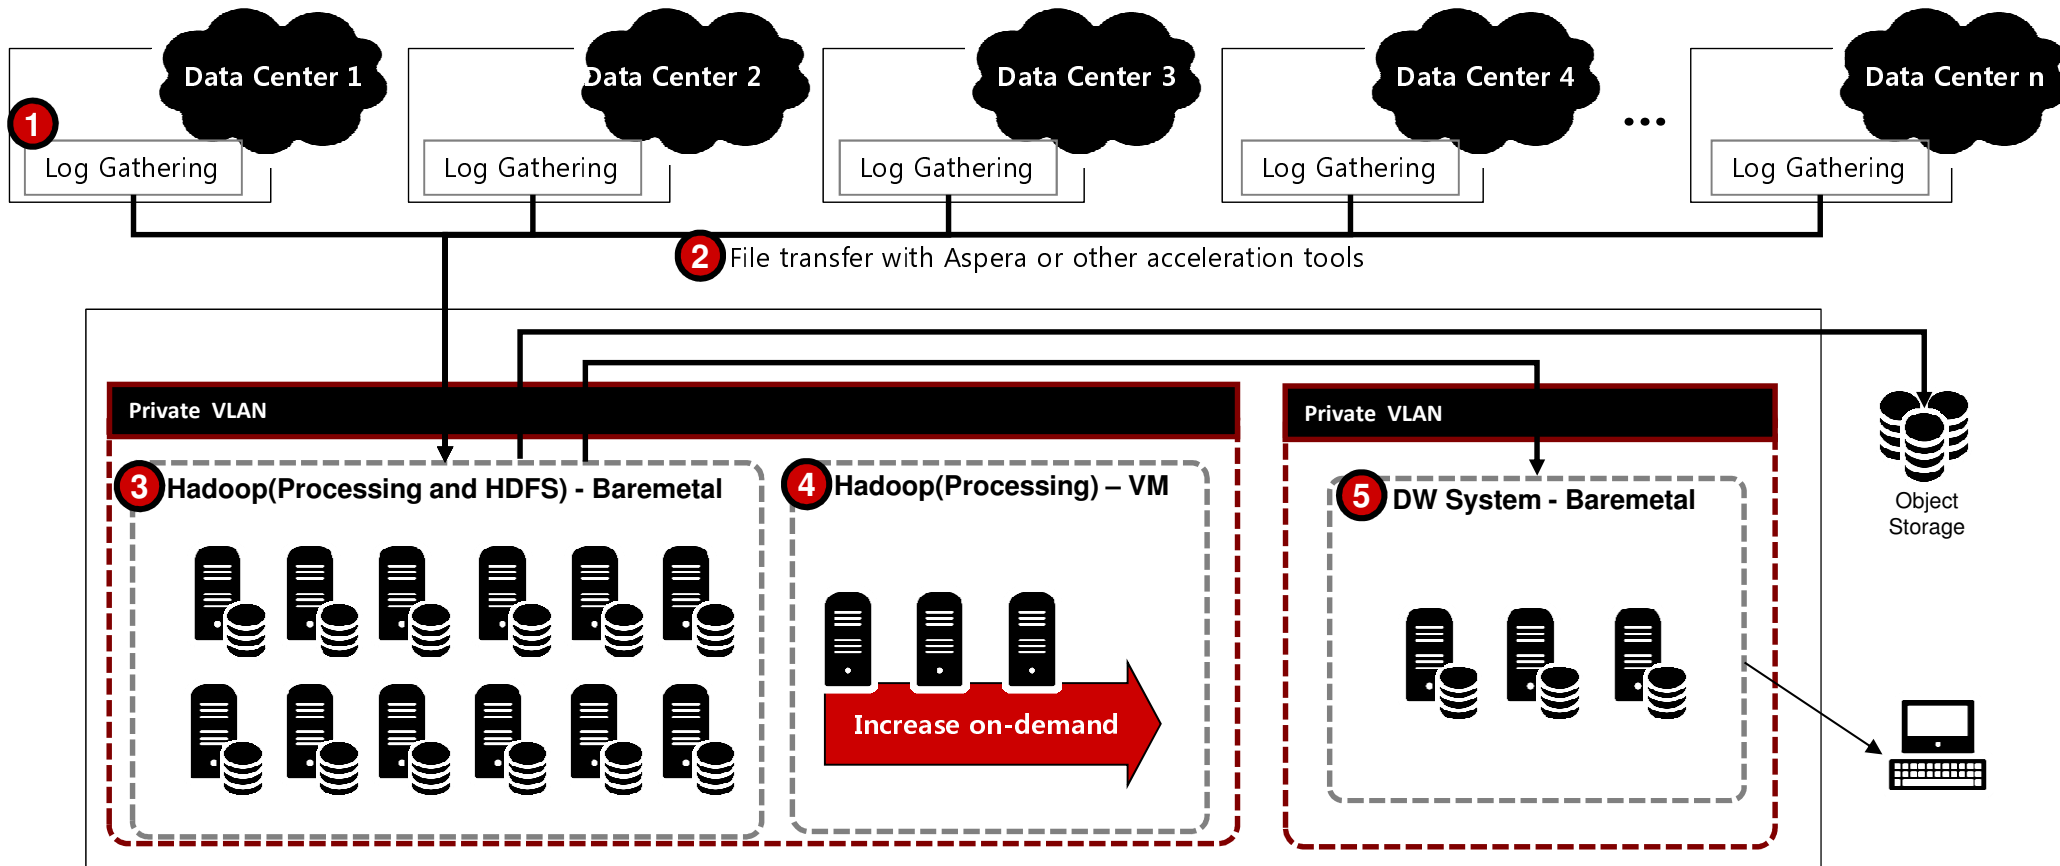 Data Center 1
Data Center 2
Data Center 3
Data Center 4
Data Center n
1
...
Log Gathering
Log Gathering
Log Gathering
Log Gathering
Log Gathering
2 File transfer with Aspera or other acceleration tools
Private VLAN
Private VLAN
3 Hadoop(Processing and HDFS) - Baremetal
4 Hadoop(Processing) – VM
5 DW System - Baremetal
Object
Storage
Increase on-demand